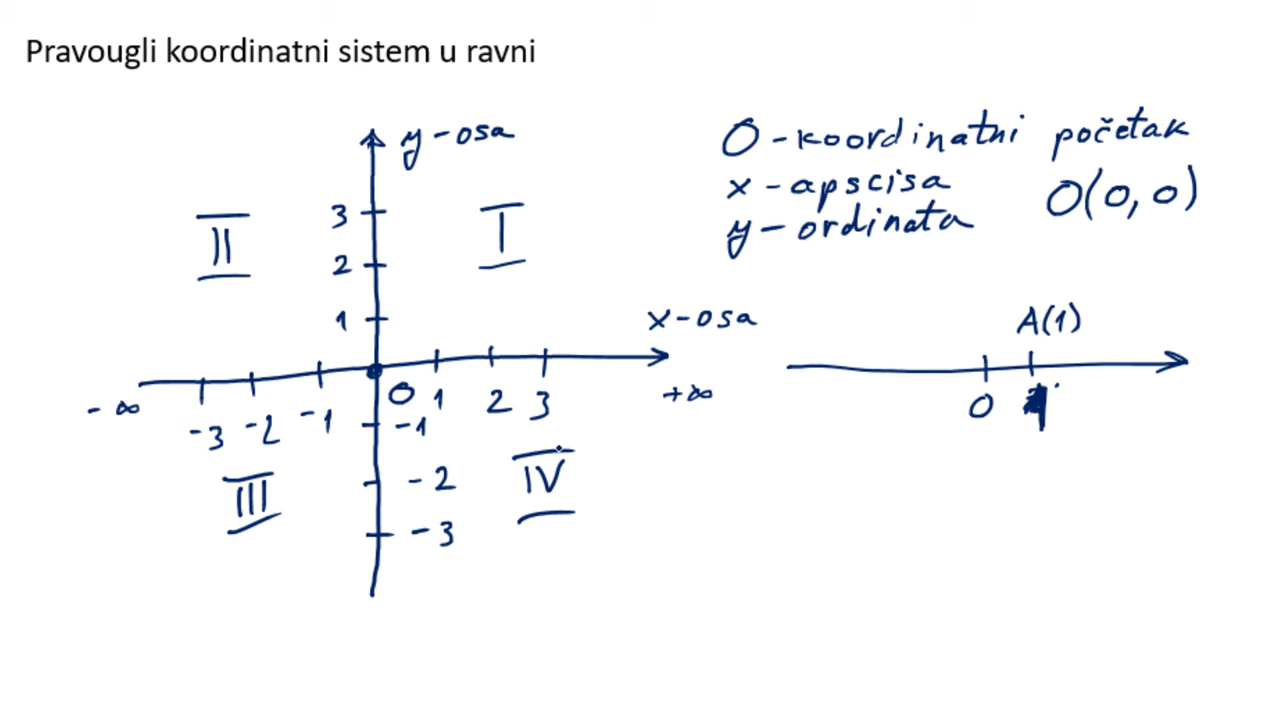 Pravougli koordinatni sistem u ravni
y-osa
O-koordinatni početak
x-apscisa O(0,0)
y-ordinata
3
II I
2
1 x-osa A(1)
-∞ -3 -2 -1 0 1 2 3 +∞
0 1
-1
-2
III IV
-3